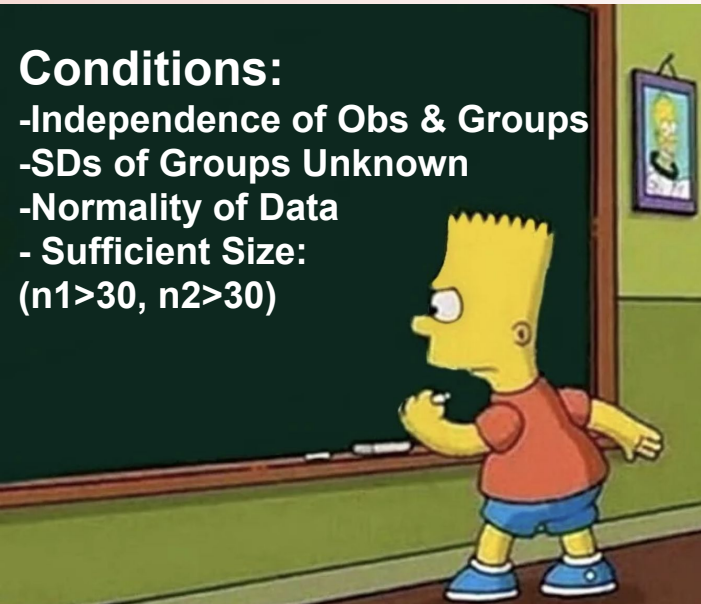 Conditions:
-Independence of Obs & Groups
-SDs of Groups Unknown
-Normality of Data
- Sufficient Size:
(n1>30, n2>30)